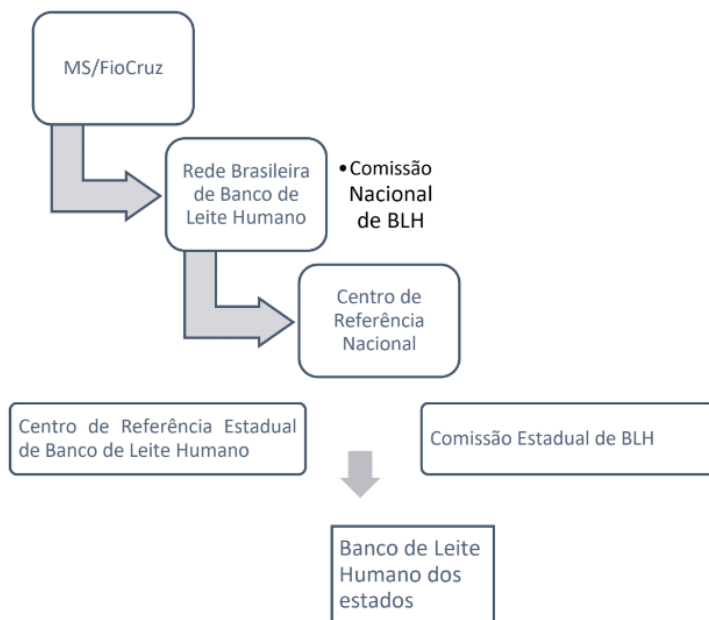 MS/FioCruz
Rede Brasileira
de Banco de
Leite Humano
•Comissão
Nacional
de BLH
Centro de
Referência
Nacional
Centro de Referência Estadual
de Banco de Leite Humano
Comissão Estadual de BLH
Banco de Leite
Humano dos
estados